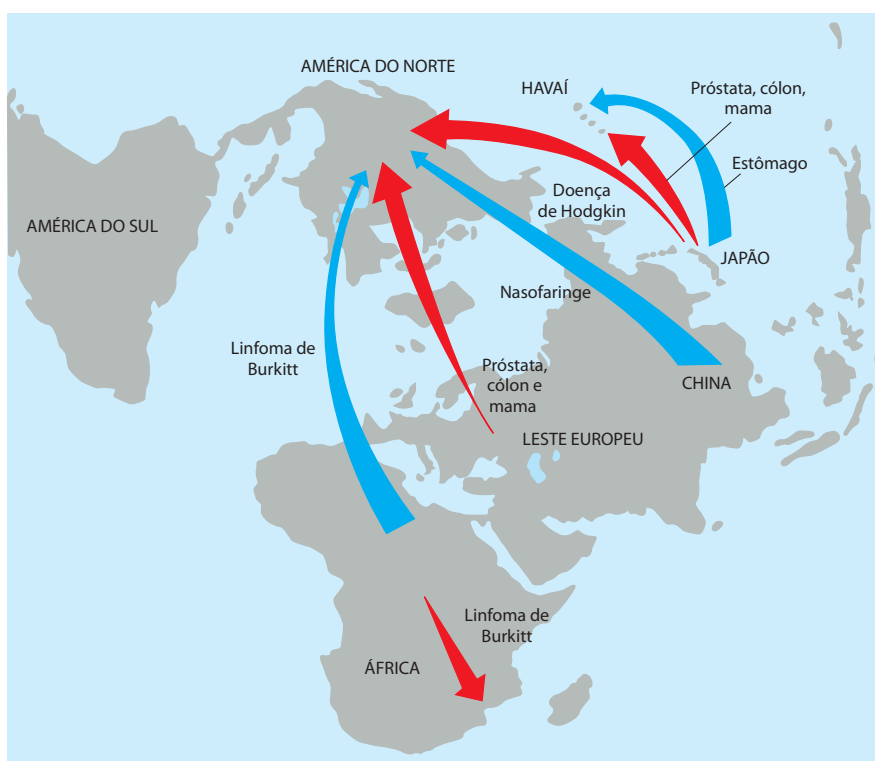 AMÉRICA DO NORTE
HAVAÍ
Próstata, cólon,
mama
Estômago
Doença
de Hodgkin
AMÉRICA DO SUL
JAPÃO
Nasofaringe
Linfoma de
Burkitt
Próstata,
cólon e
mama
CHINA
LESTE EUROPEU
Linfoma de
Burkitt
ÁFRICA